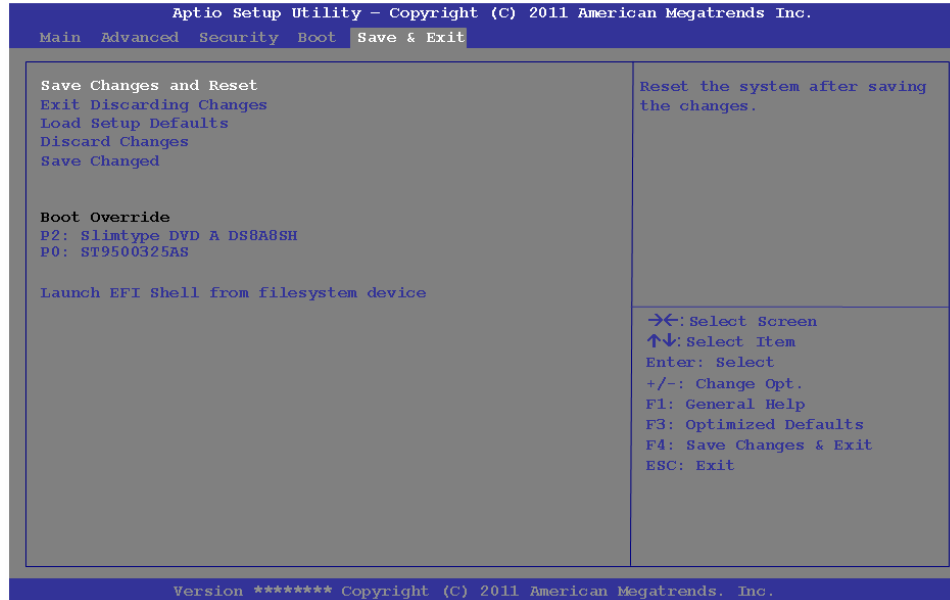 Aptio Setup Utility – Copyright (C) 2011 American Megatrends Inc.
Main Advanced Security Boot Save & Exit
Save Changes and Reset
Exit Discarding Changes
Load Setup Defaults
Discard Changes
Save Changed
Boot Override
P2: Slimtype DVD A DS8A8SH
P0: ST9500325AS
Launch EFI Shell from filesystem device
Reset the system after saving
the changes.
→←: Select Screen
↑↓: Select Item
Enter: Select
+/-: Change Opt.
F1: General Help
F3: Optimized Defaults
F4: Save Changes & Exit
ESC: Exit
Version ******** Copyright (C) 2011 American Megatrends. Inc.